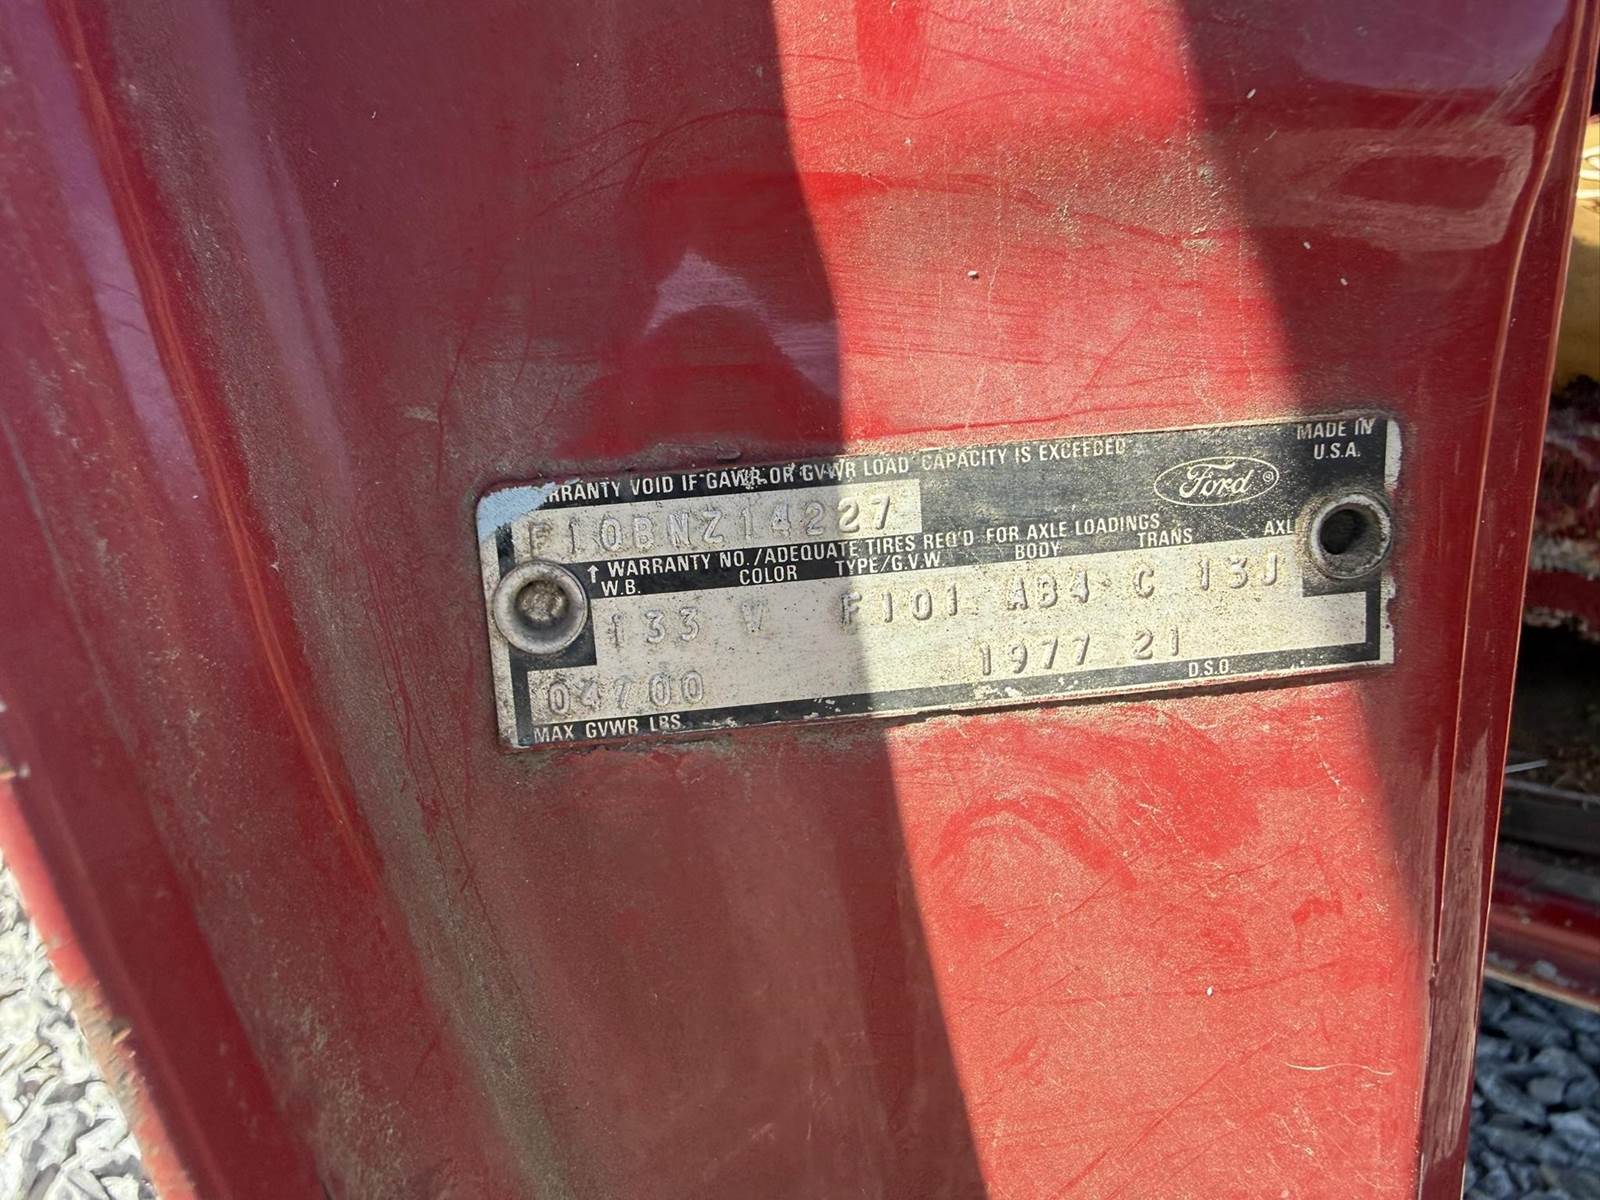 WARRANTY VOID IF GAWR OR GVWR LOAD CAPACITY IS EXCEEDED
Ford ®
MADE IN
U.S.A.
F10BNZ14227
↑ WARRANTY NO./ADEQUATE TIRES REQ'D FOR AXLE LOADINGS
W.B. COLOR TYPE/G.V.W. BODY TRANS AXLE
133 V F101 AB4 C 13J
04700 1977 21
MAX GVWR LBS. D.S.O.